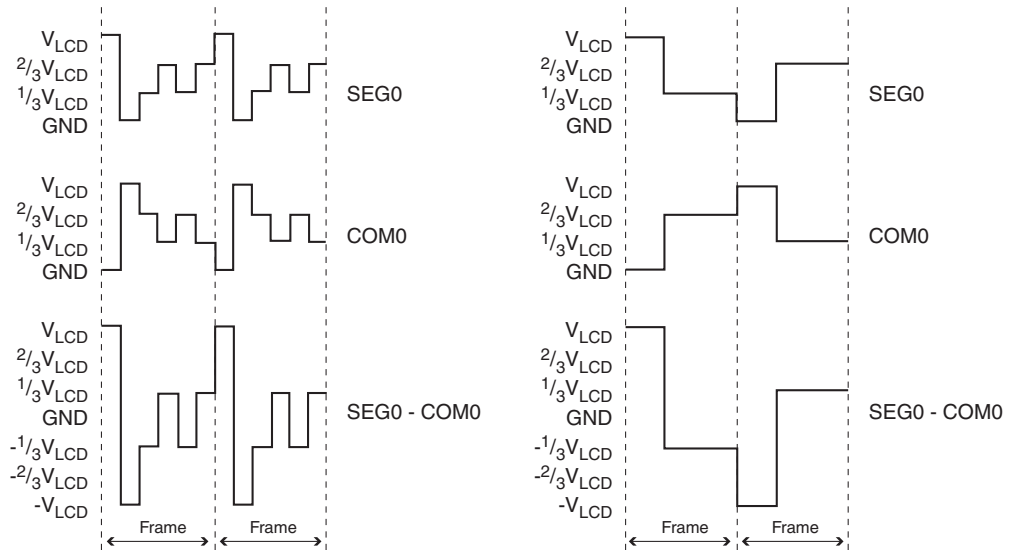 V_LCD
2/3V_LCD
1/3V_LCD
GND
SEG0
V_LCD
2/3V_LCD
1/3V_LCD
GND
COM0
V_LCD
2/3V_LCD
1/3V_LCD
GND
-1/3V_LCD
-2/3V_LCD
-V_LCD
SEG0 - COM0
Frame
Frame
V_LCD
2/3V_LCD
1/3V_LCD
GND
SEG0
V_LCD
2/3V_LCD
1/3V_LCD
GND
COM0
V_LCD
2/3V_LCD
1/3V_LCD
GND
-1/3V_LCD
-2/3V_LCD
-V_LCD
SEG0 - COM0
Frame
Frame